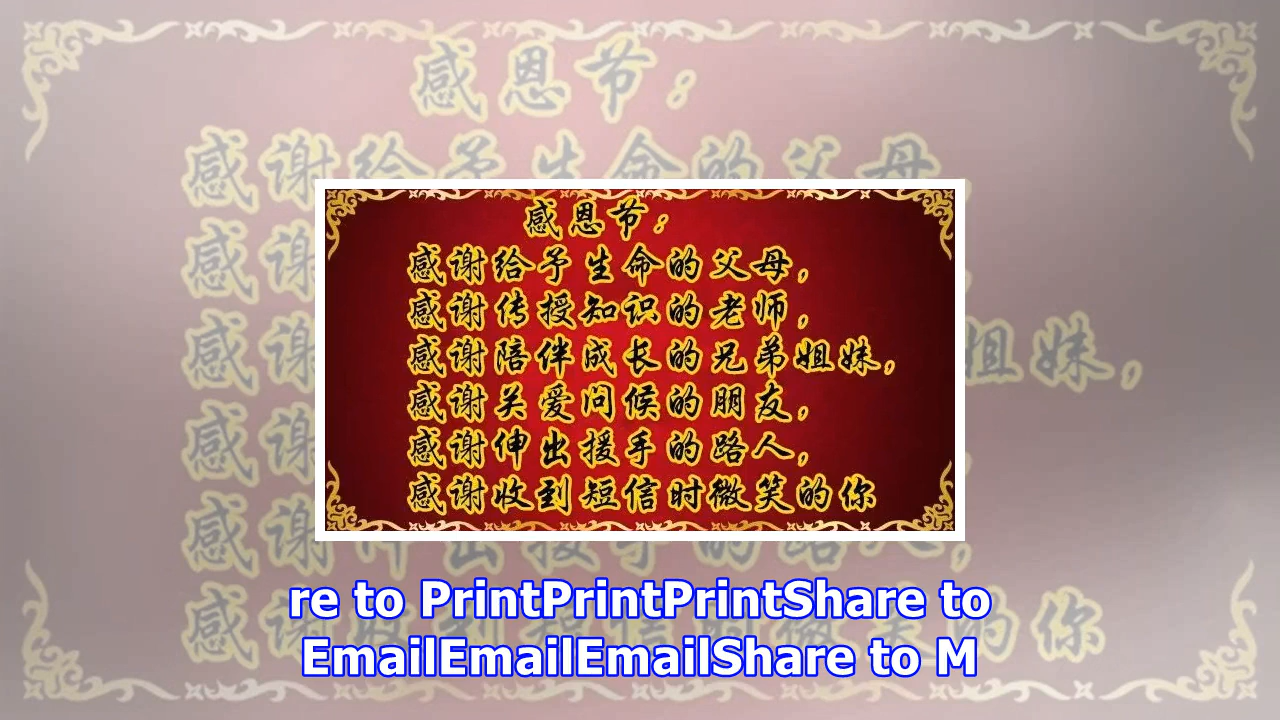 感恩节：
感谢给予生命的父母，
感谢传授知识的老师，
感谢陪伴成长的兄弟姐妹，
感谢关爱问候的朋友，
感谢伸出援手的路人，
感谢收到短信时微笑的你
re to PrintPrintPrintShare to
EmailEmailEmailShare to M